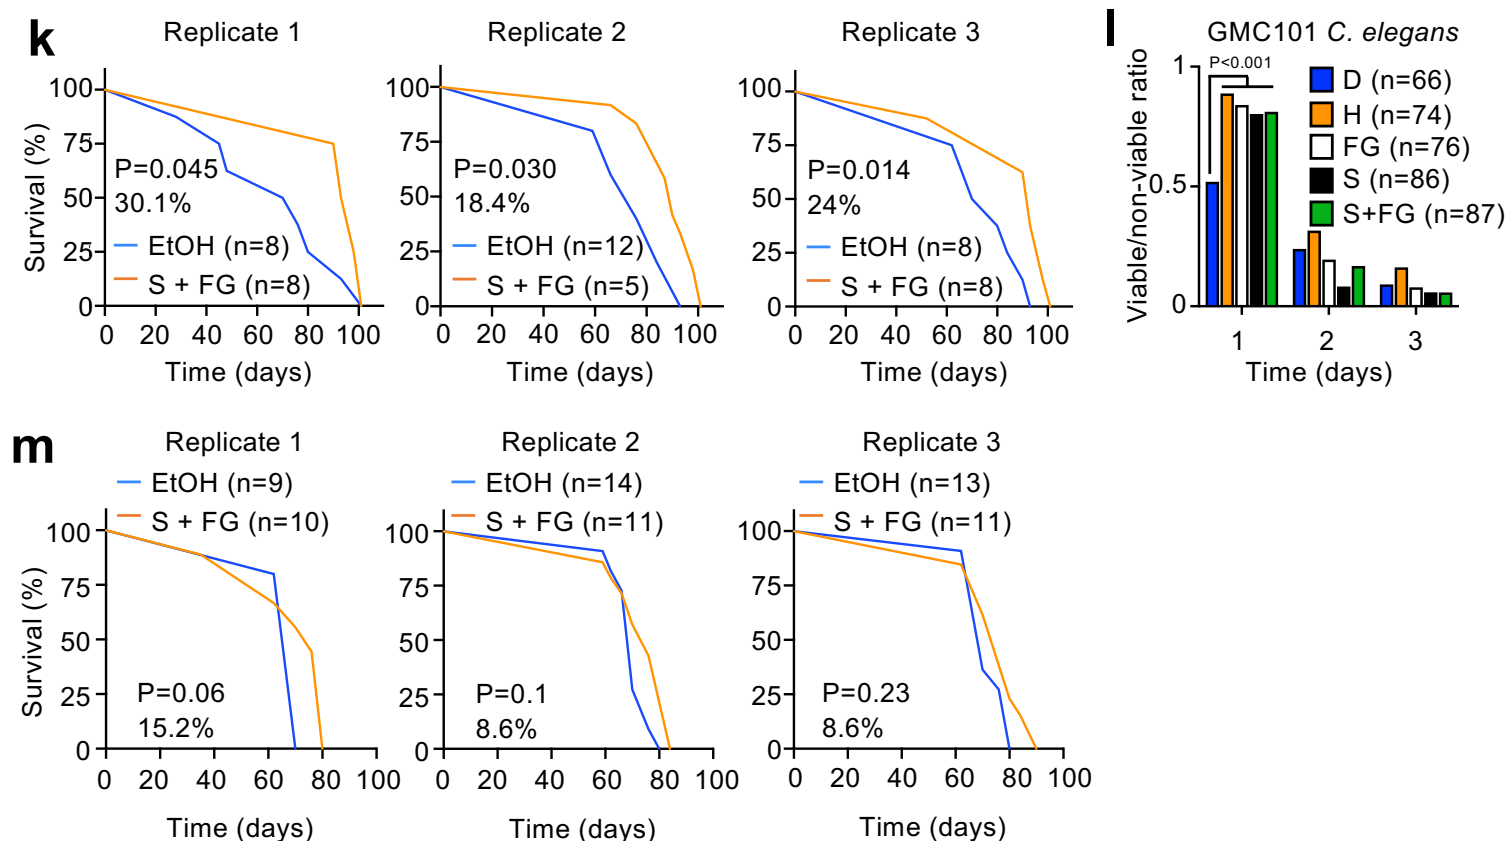 k
Replicate 1
Survival (%)
100
75
50
25
0
P=0.045
30.1%
EtOH (n=8)
S + FG (n=8)
0 20 40 60 80 100
Time (days)
Replicate 2
100
75
50
25
0
P=0.030
18.4%
EtOH (n=12)
S + FG (n=5)
0 20 40 60 80 100
Time (days)
Replicate 3
100
75
50
25
0
P=0.014
24%
EtOH (n=8)
S + FG (n=8)
0 20 40 60 80 100
Time (days)
l
GMC101 C. elegans
Viable/non-viable ratio
1
0.5
0
P<0.001
D (n=66)
H (n=74)
FG (n=76)
S (n=86)
S+FG (n=87)
1 2 3
Time (days)
m
Replicate 1
EtOH (n=9)
S + FG (n=10)
Survival (%)
100
75
50
25
0
P=0.06
15.2%
0 20 40 60 80 100
Time (days)
Replicate 2
EtOH (n=14)
S + FG (n=11)
100
75
50
25
0
P=0.1
8.6%
0 20 40 60 80 100
Time (days)
Replicate 3
EtOH (n=13)
S + FG (n=11)
100
75
50
25
0
P=0.23
8.6%
0 20 40 60 80 100
Time (days)